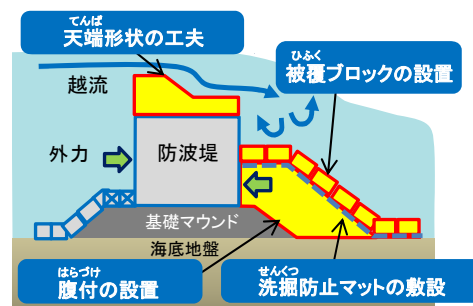 てんぱ
天端形状の工夫
ひふく
被覆ブロックの設置
越流
外力
防波堤
基礎マウンド
海底地盤
はらづけ
腹付の設置
せんくつ
洗掘防止マットの敷設